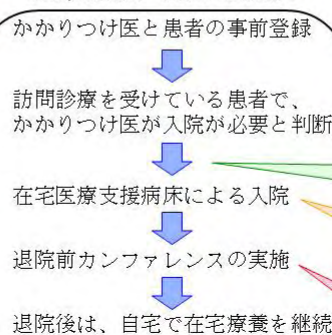 かかりつけ医と患者の事前登録
訪問診療を受けている患者で、
かかりつけ医が入院が必要と判断
在宅医療支援病床による入院
退院前カンファレンスの実施
退院後は、自宅で在宅療養を継続